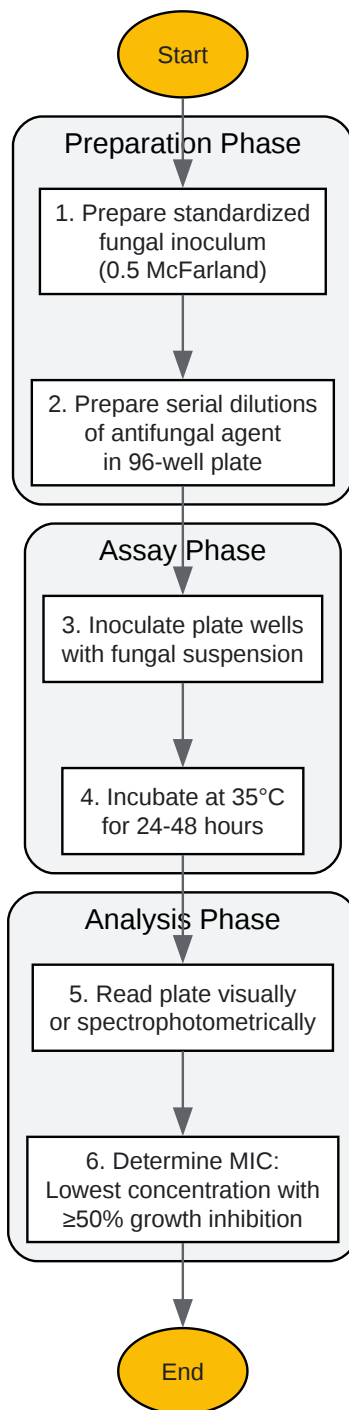 Start
Preparation Phase
1. Prepare standardized
fungal inoculum
(0.5 McFarland)
2. Prepare serial dilutions
of antifungal agent
in 96-well plate
Assay Phase
3. Inoculate plate wells
with fungal suspension
4. Incubate at 35°C
for 24-48 hours
Analysis Phase
5. Read plate visually
or spectrophotometrically
6. Determine MIC:
Lowest concentration with
≥50% growth inhibition
End